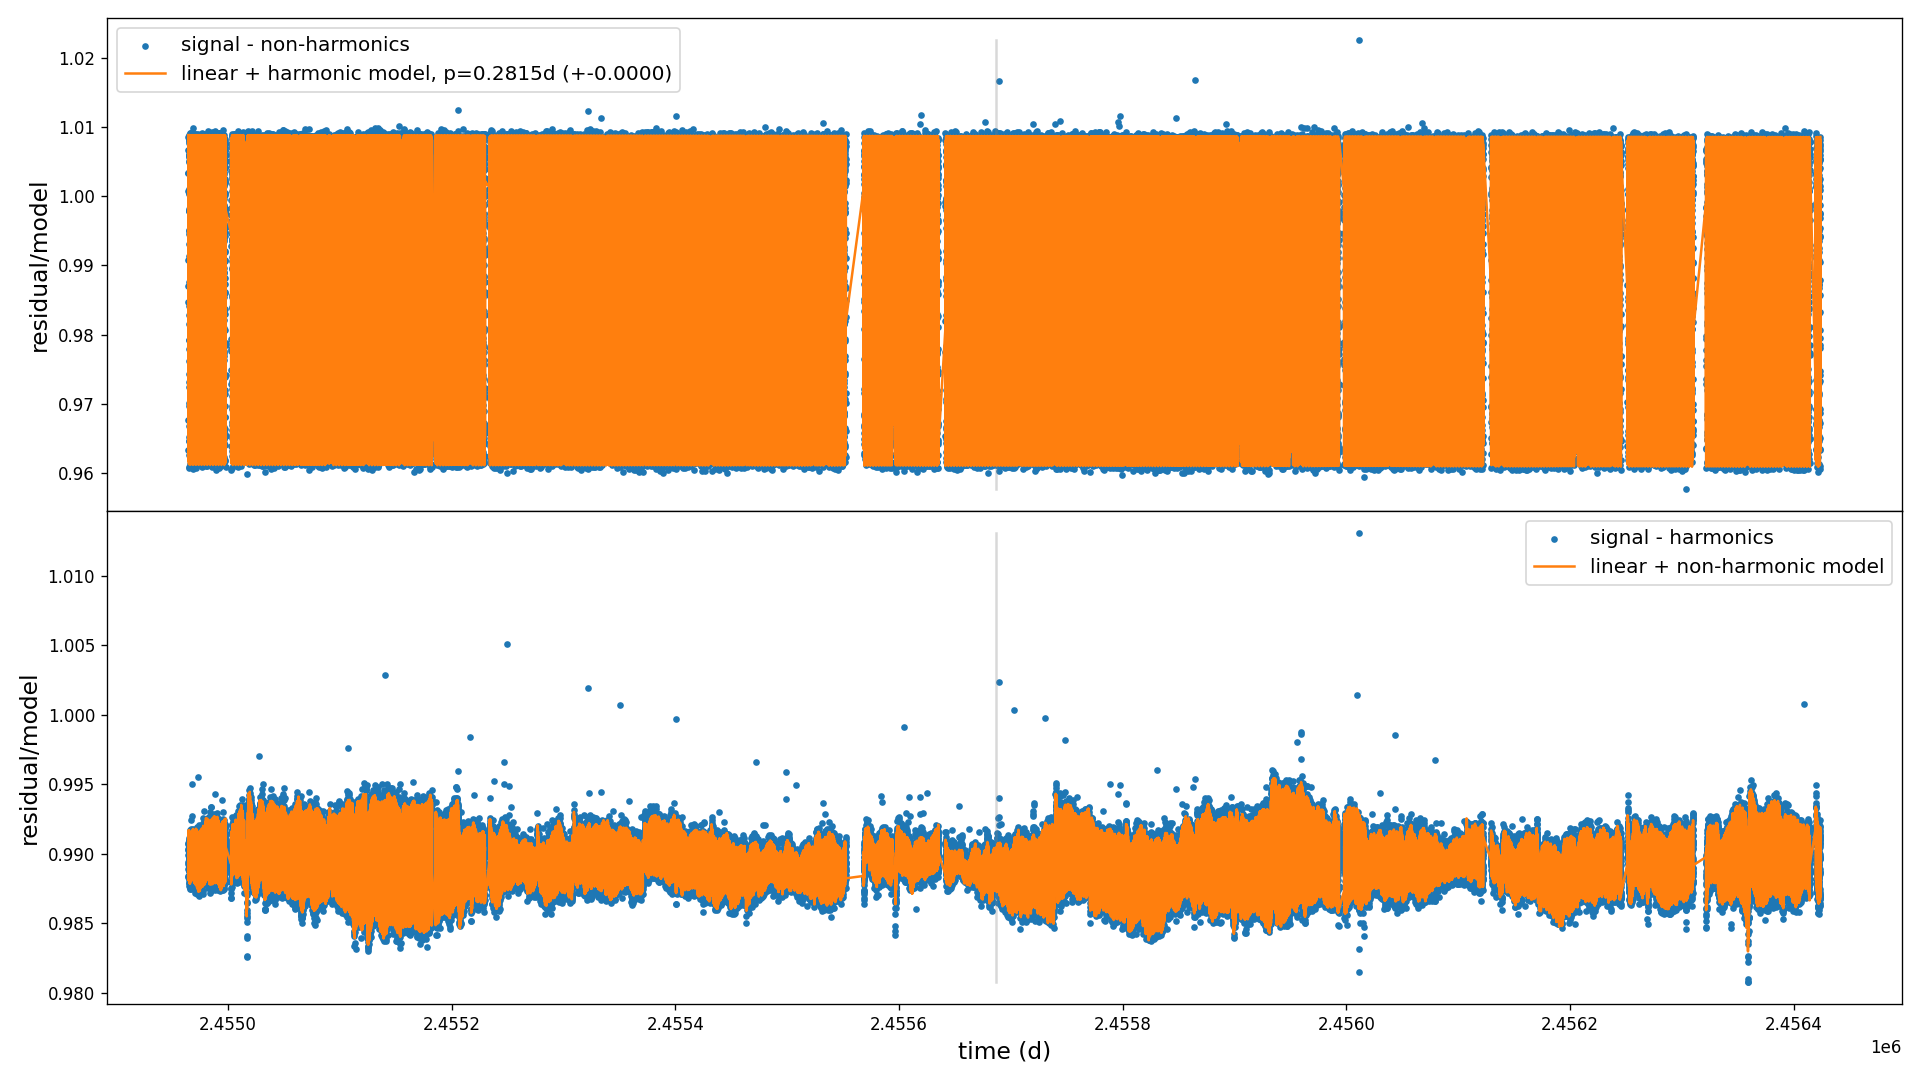 signal - non-harmonics
linear + harmonic model, p=0.2815d (+-0.0000)
1.02
1.01
1.00
0.99
0.98
0.97
0.96
residual/model
signal - harmonics
linear + non-harmonic model
1.010
1.005
1.000
0.995
0.990
0.985
0.980
residual/model
2.4550
2.4552
2.4554
2.4556
2.4558
2.4560
2.4562
2.4564
1e6
time (d)